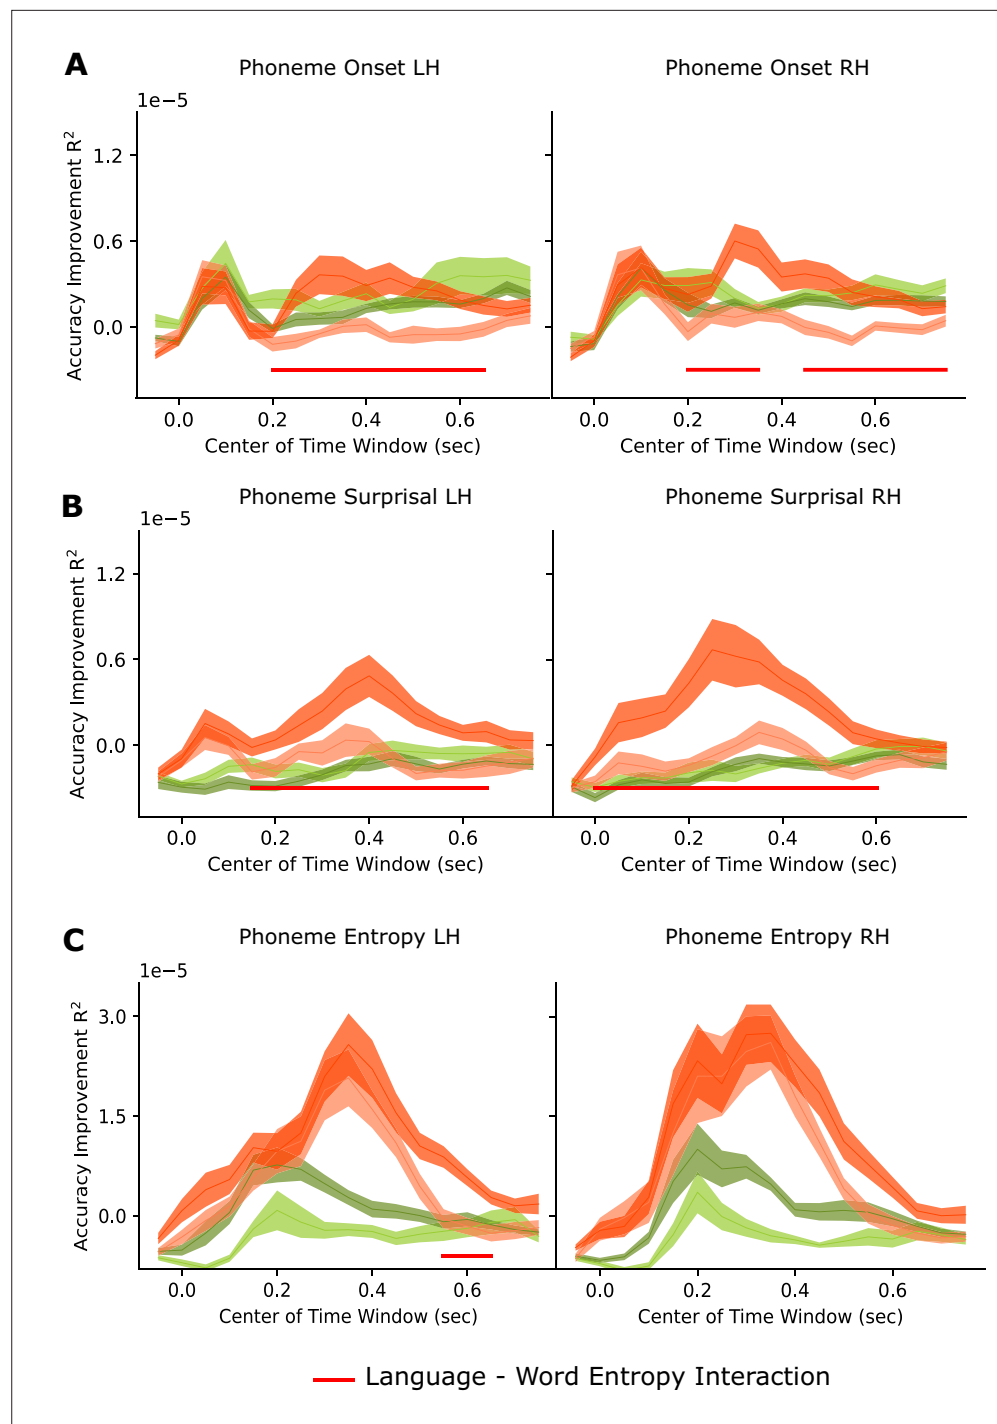 A
Phoneme Onset LH
Phoneme Onset RH
1e−5
Accuracy Improvement R²
1.2
0.6
0.0
0.0 0.2 0.4 0.6
0.0 0.2 0.4 0.6
Center of Time Window (sec)
Center of Time Window (sec)
B
Phoneme Surprisal LH
Phoneme Surprisal RH
1e−5
Accuracy Improvement R²
1.2
0.6
0.0
0.0 0.2 0.4 0.6
0.0 0.2 0.4 0.6
Center of Time Window (sec)
Center of Time Window (sec)
C
Phoneme Entropy LH
Phoneme Entropy RH
1e−5
Accuracy Improvement R²
3.0
1.5
0.0
0.0 0.2 0.4 0.6
0.0 0.2 0.4 0.6
Center of Time Window (sec)
Center of Time Window (sec)
Language - Word Entropy Interaction